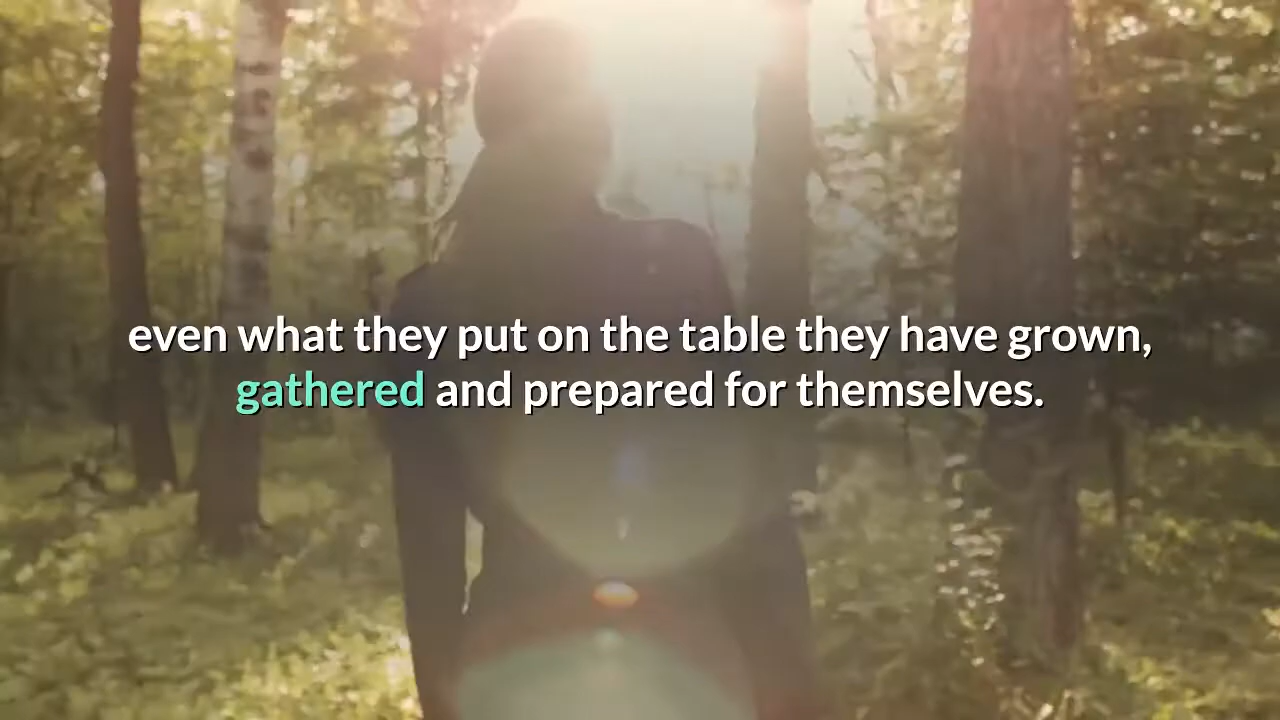 even what they put on the table they have grown,
gathered and prepared for themselves.